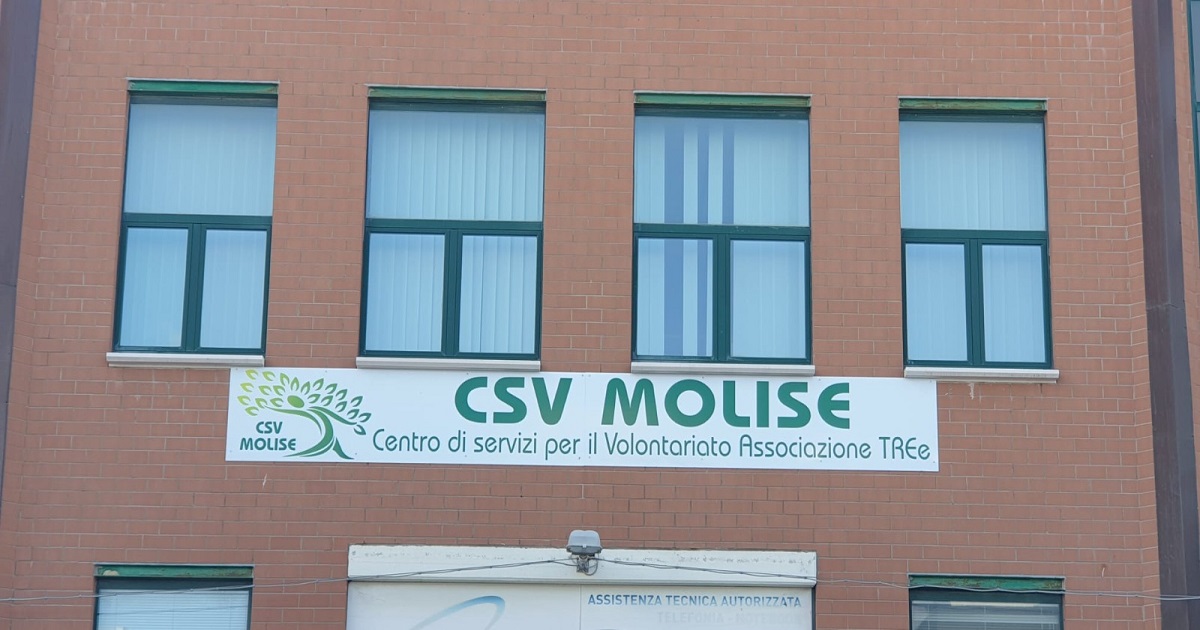 CSV MOLISE
CSV
MOLISE
Centro di servizi per il Volontariato Associazione TREe
ASSISTENZA TECNICA AUTORIZZATA